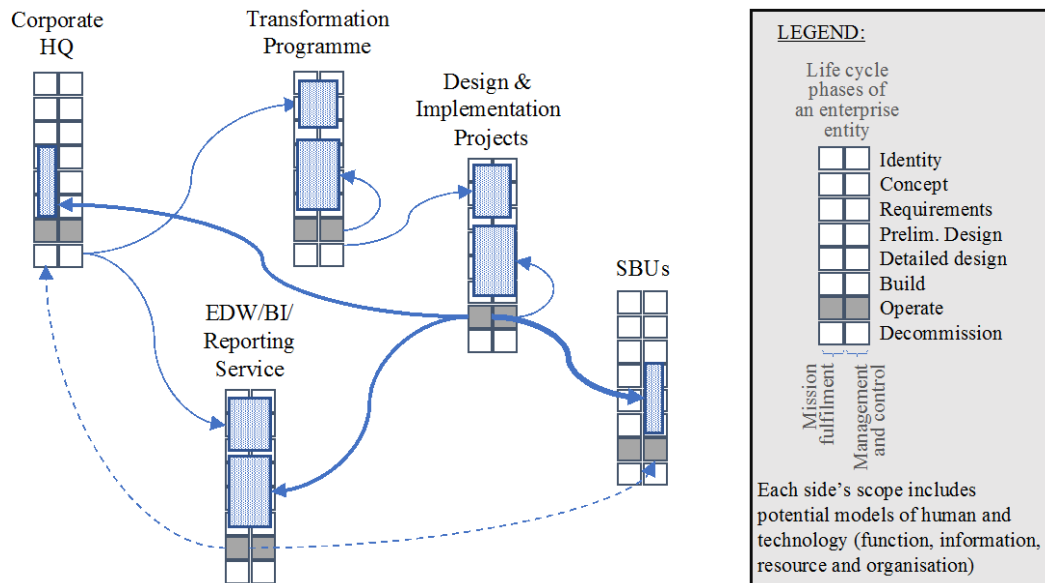 Corporate
HQ
Transformation
Programme
Design &
Implementation
Projects
EDW/BI/
Reporting
Service
SBUs
LEGEND:
Life cycle
phases of
an enterprise
entity
Identity
Concept
Requirements
Prelim. Design
Detailed design
Build
Operate
Decommission
Mission
fulfilment
Management
and control
Each side's scope includes
potential models of human and
technology (function, information,
resource and organisation)